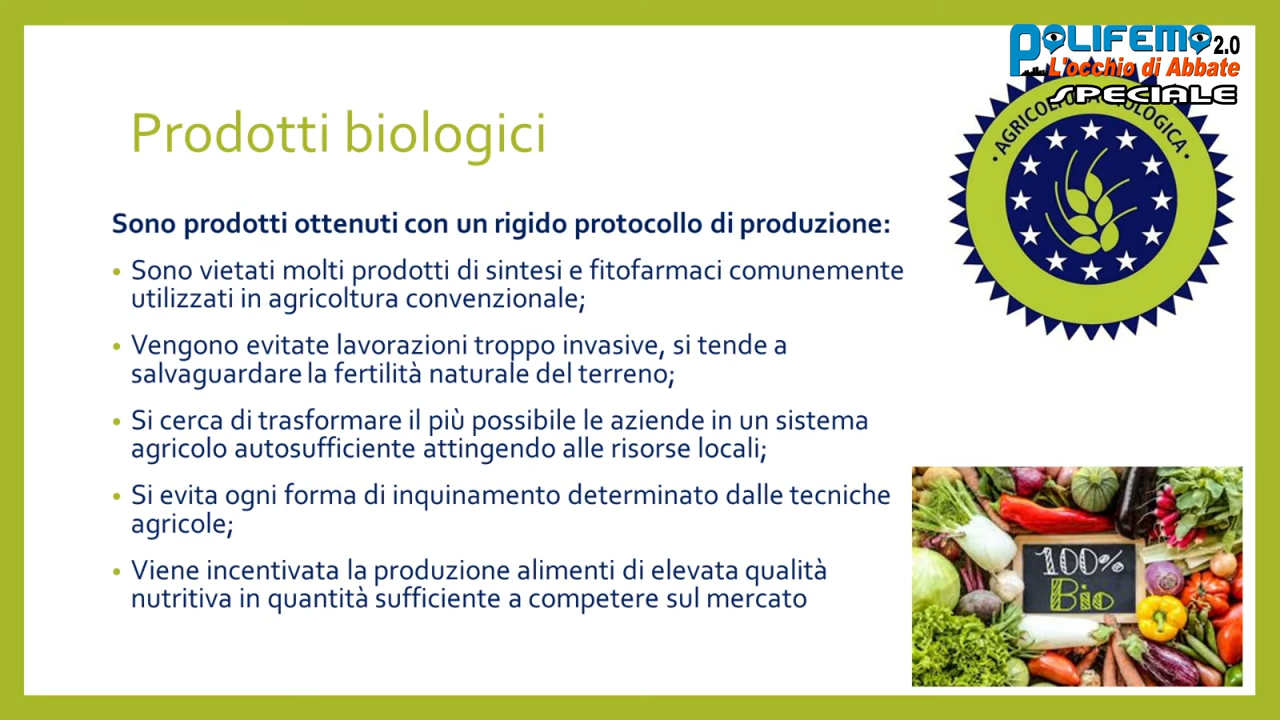 POLIFEMO 2.0
L'occhio di Abbate
SPECIALE
Prodotti biologici
Sono prodotti ottenuti con un rigido protocollo di produzione:
• Sono vietati molti prodotti di sintesi e fitofarmaci comunemente
utilizzati in agricoltura convenzionale;
• Vengono evitate lavorazioni troppo invasive, si tende a
salvaguardare la fertilità naturale del terreno;
• Si cerca di trasformare il più possibile le aziende in un sistema
agricolo autosufficiente attingendo alle risorse locali;
• Si evita ogni forma di inquinamento determinato dalle tecniche
agricole;
• Viene incentivata la produzione alimenti di elevata qualità
nutritiva in quantità sufficiente a competere sul mercato
100%
Bio